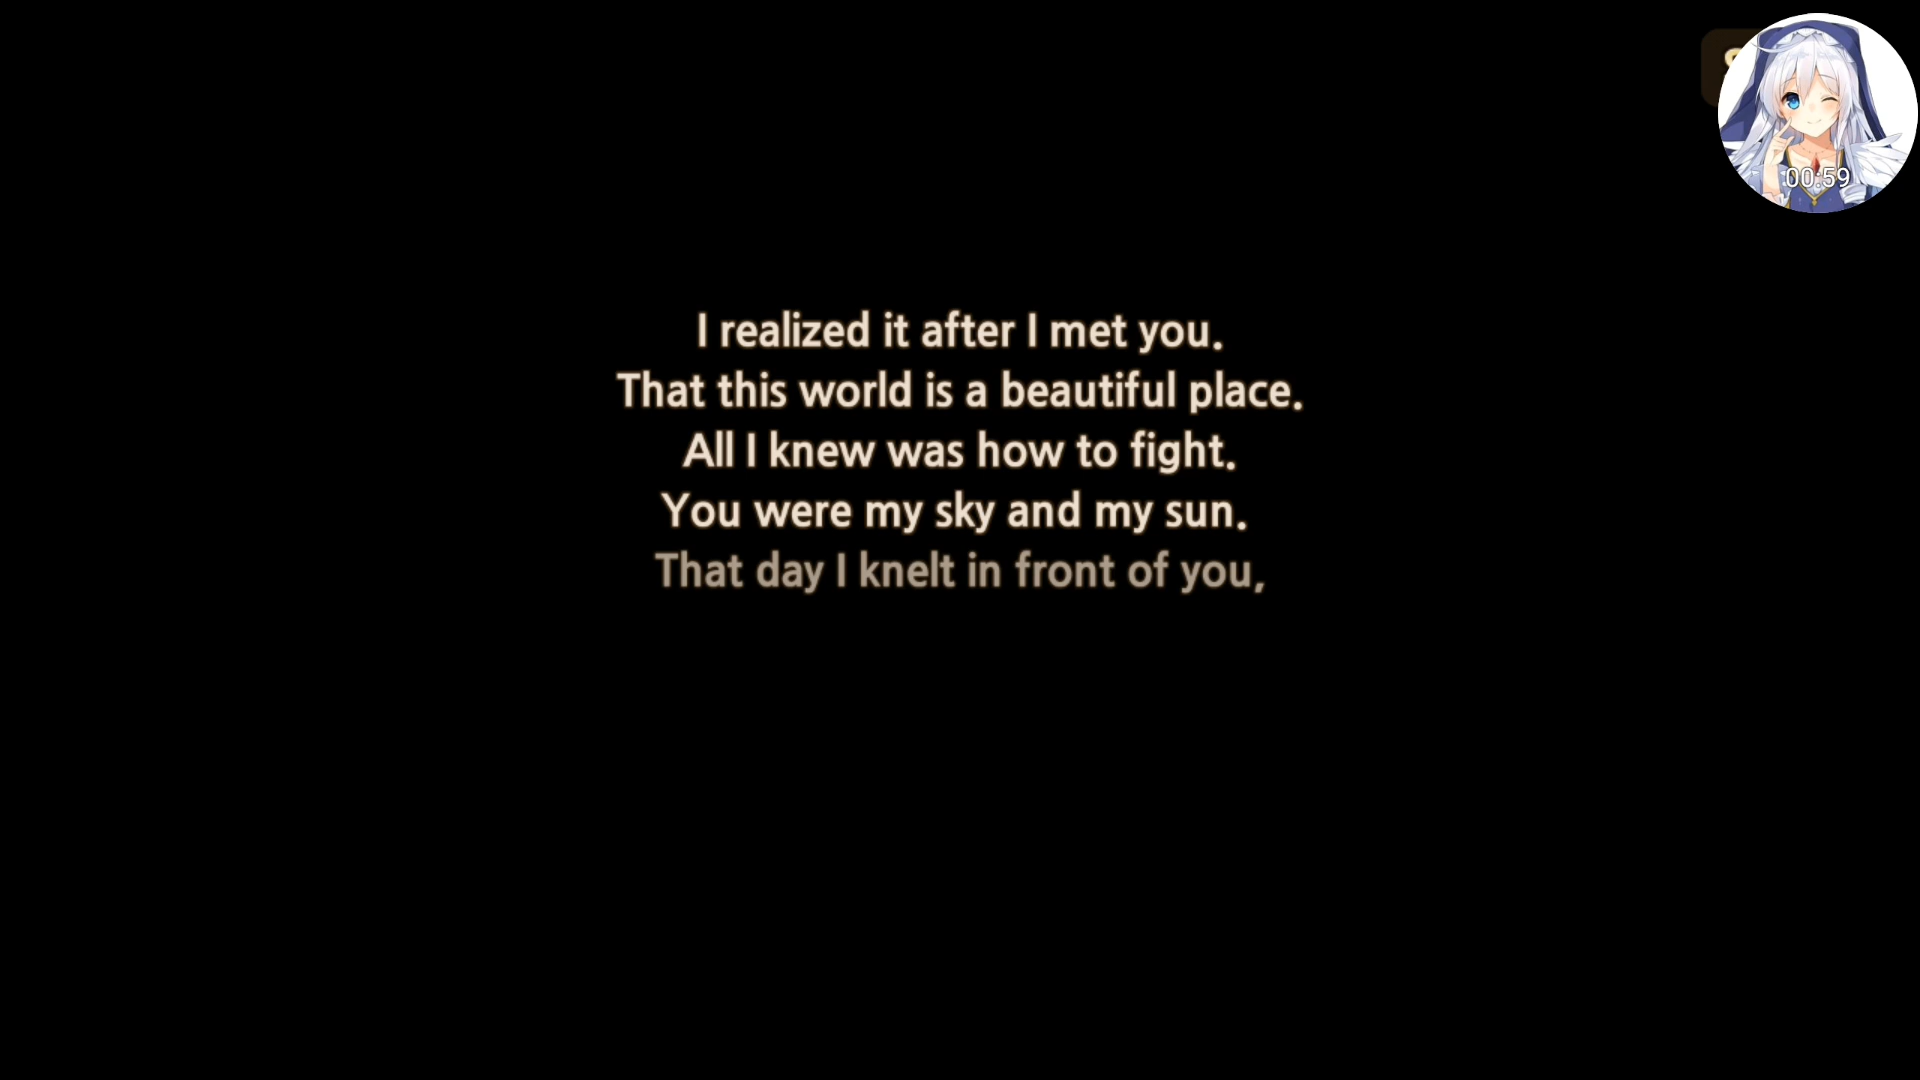 I realized it after I met you.
That this world is a beautiful place.
All I knew was how to fight.
You were my sky and my sun.
That day I knelt in front of you,
00:59